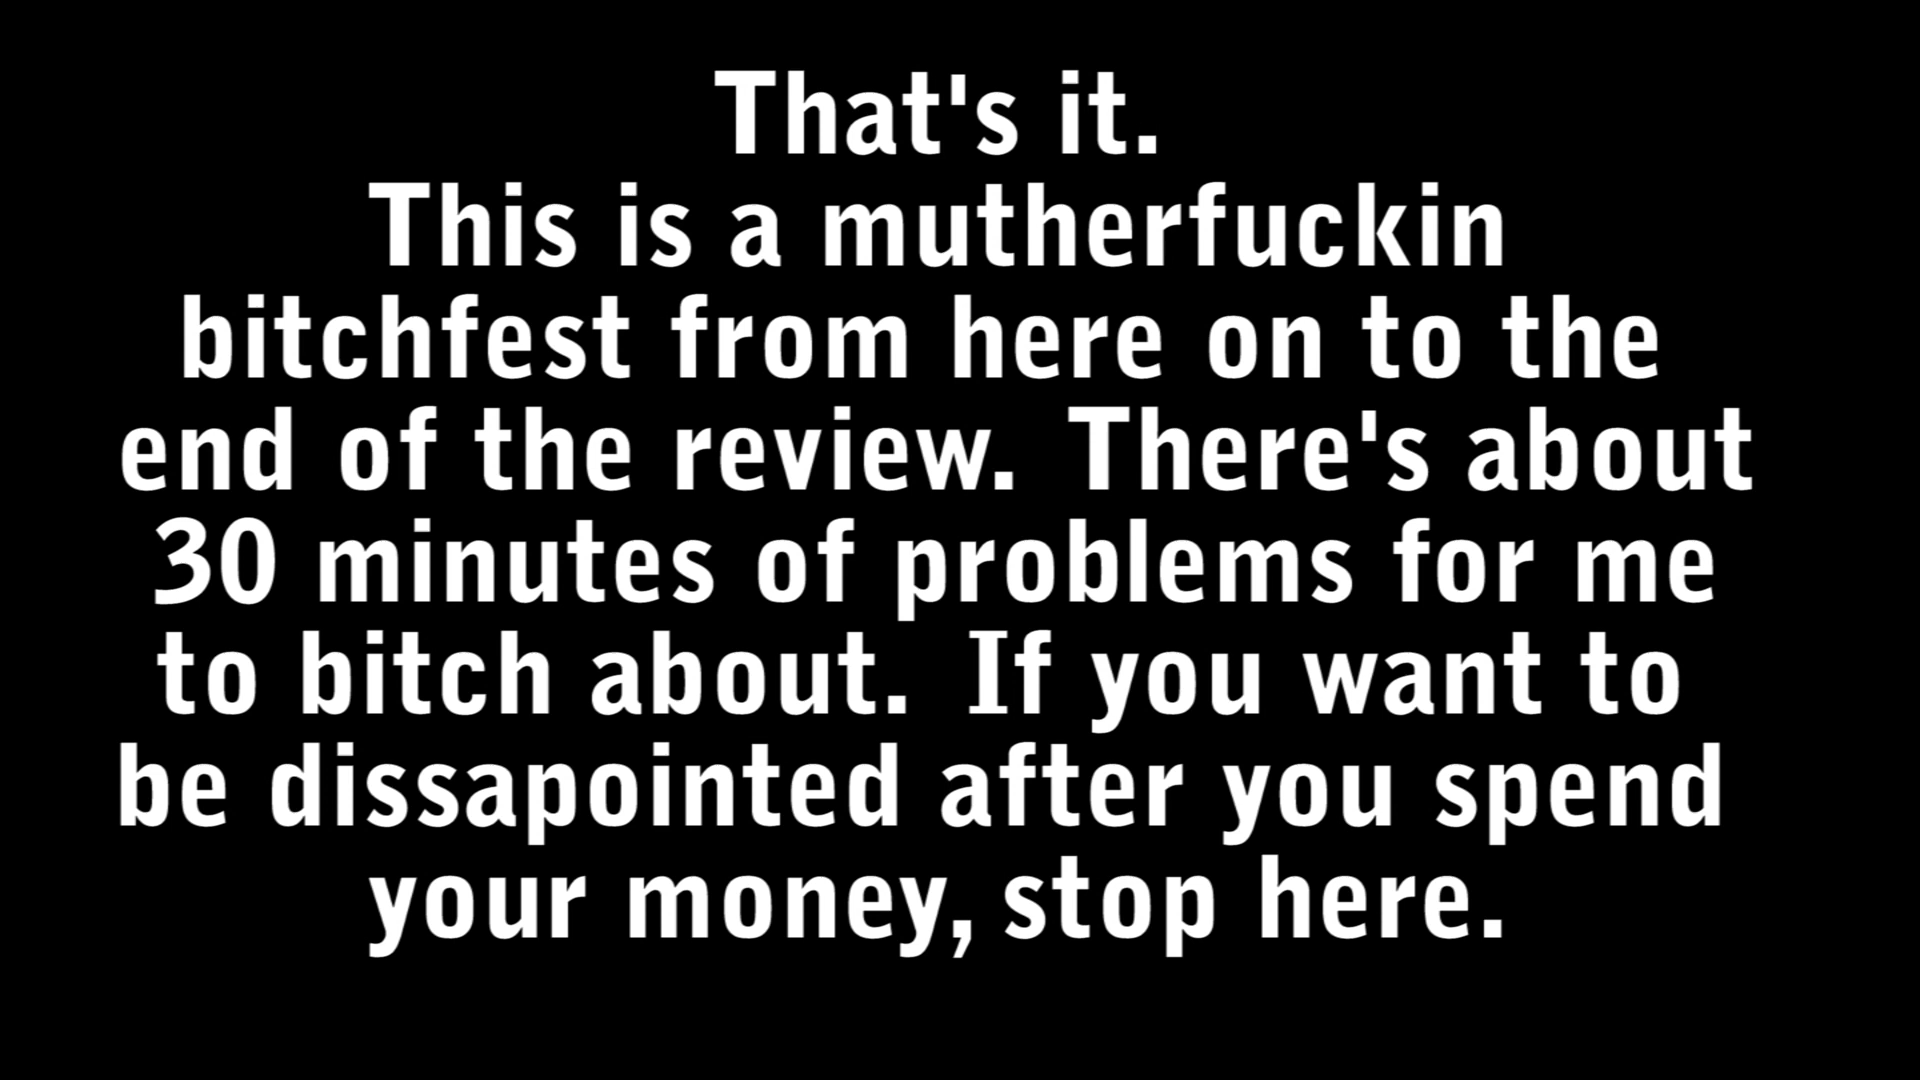 That's it.
This is a mutherfuckin
bitchfest from here on to the
end of the review. There's about
30 minutes of problems for me
to bitch about. If you want to
be dissapointed after you spend
your money, stop here.